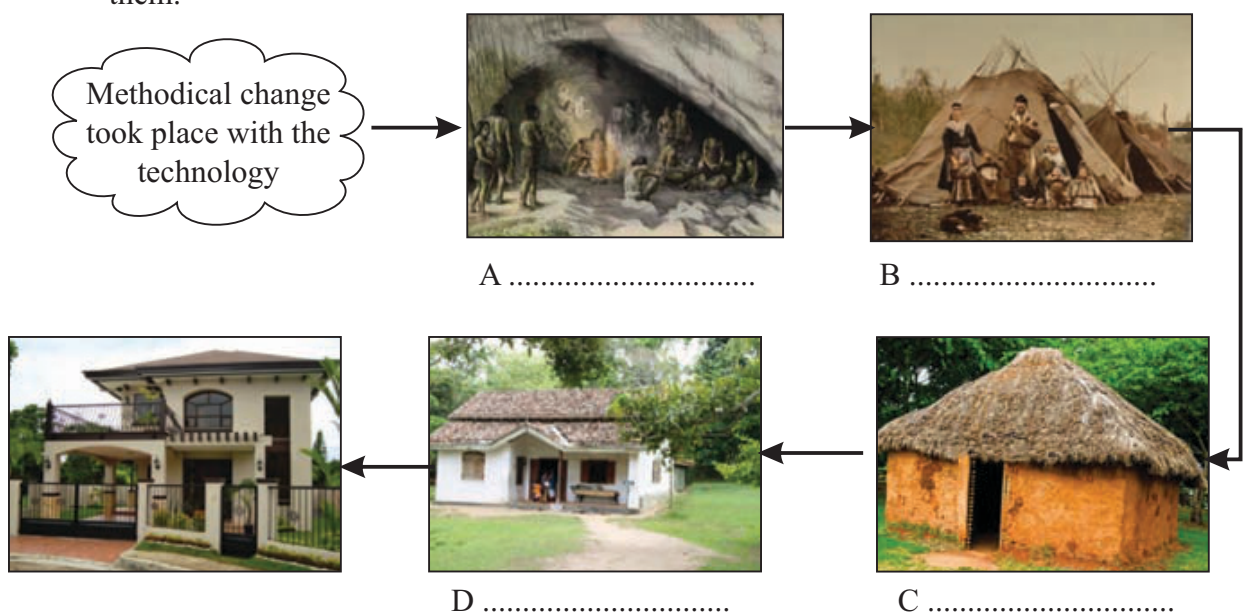 them.
Methodical change
took place with the
technology
A ..............................
B ..............................
D ..............................
C ..............................